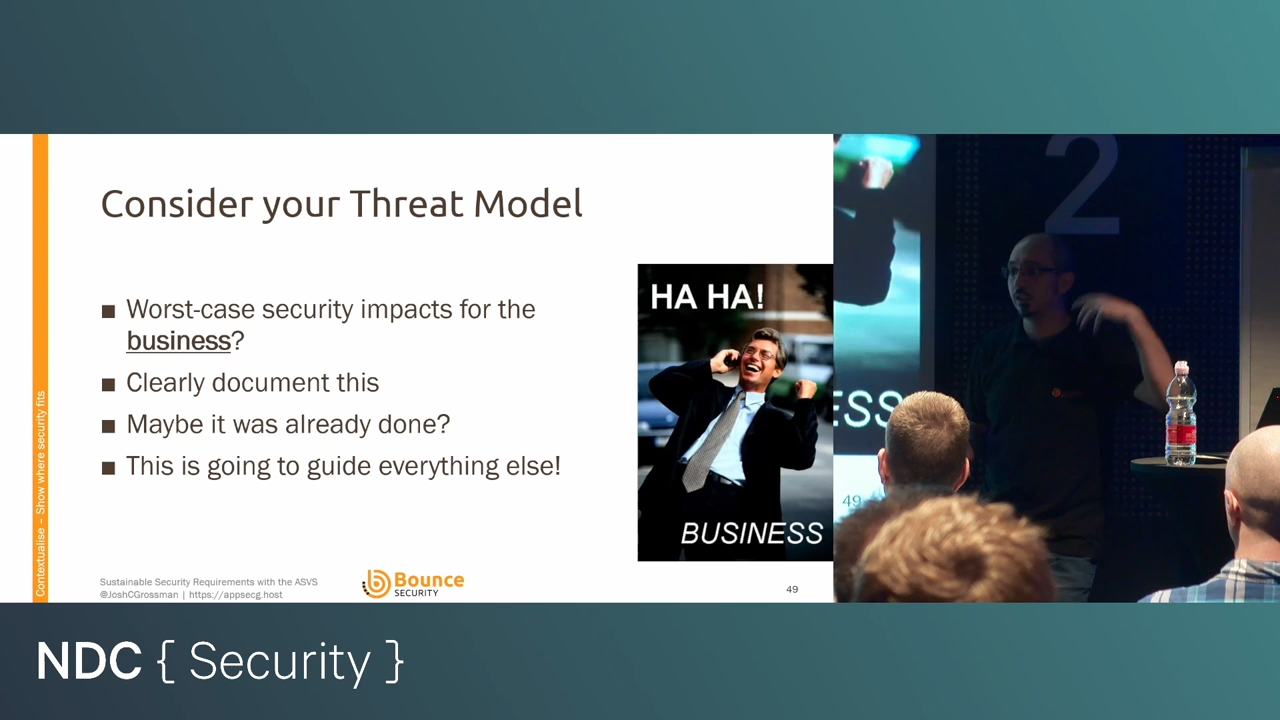 Consider your Threat Model
■ Worst-case security impacts for the
business?
■ Clearly document this
■ Maybe it was already done?
■ This is going to guide everything else!
HA HA!
BUSINESS
Contextualise – Show where security fits
Sustainable Security Requirements with the ASVS
@JoshCGrossman | https://appsecg.host
Bounce
SECURITY
49
2
ESS
49
NDC { Security }